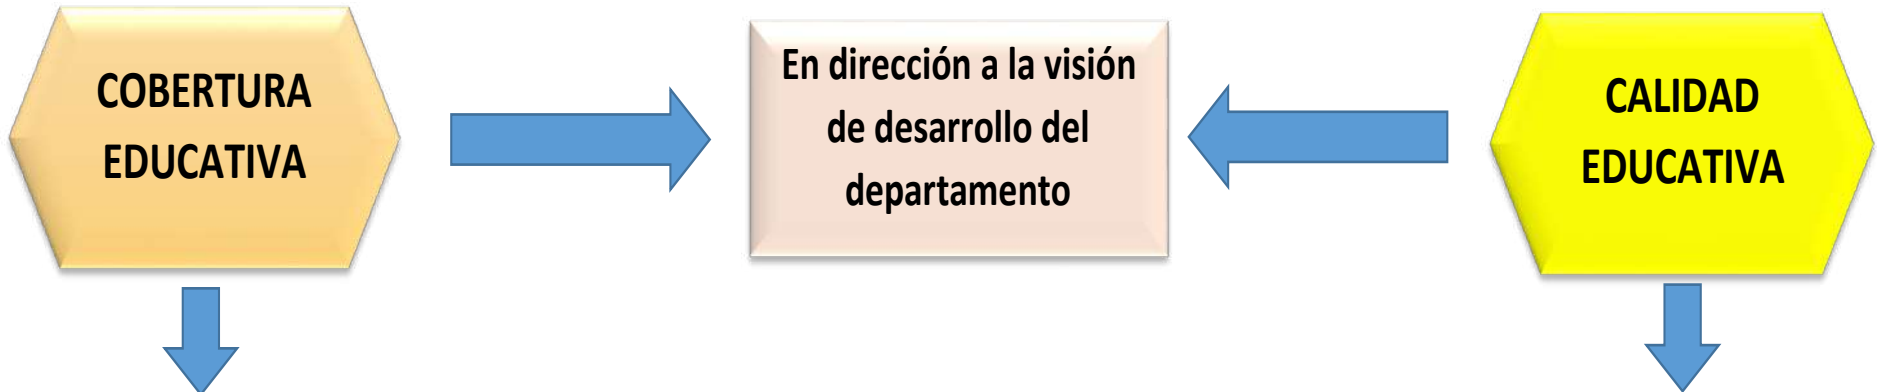 COBERTURA
EDUCATIVA
En dirección a la visión
de desarrollo del
departamento
CALIDAD
EDUCATIVA